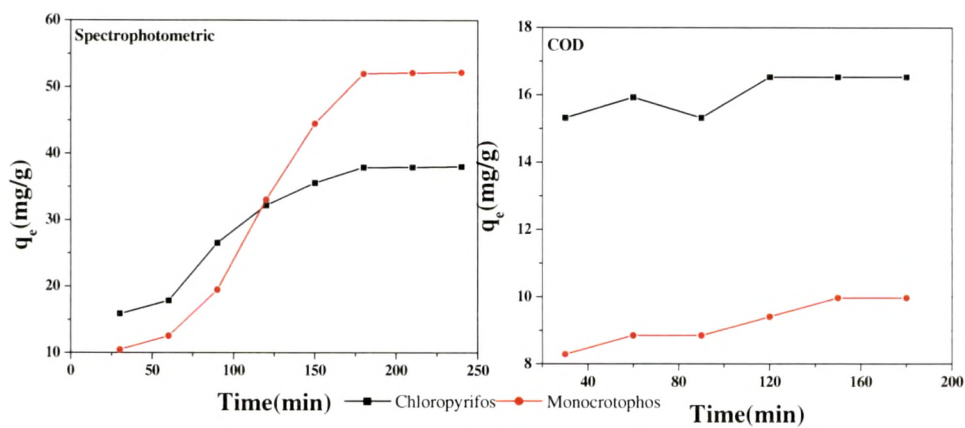 Spectrophotometric
60
50
40
30
20
10
0
50
100
150
200
250
q_e(mg/g)
Time(min)
COD
18
16
14
12
10
8
40
80
120
160
200
q_e(mg/g)
Time(min)
Chloropyrifos
Monocrotophos